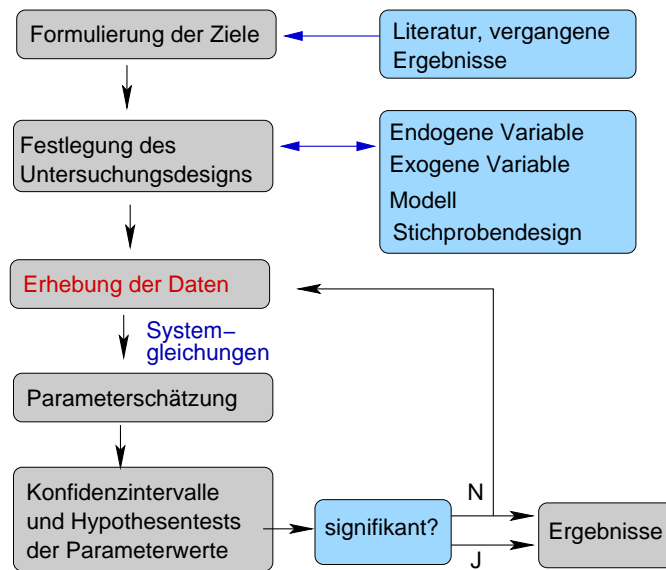 Formulierung der Ziele
Literatur, vergangene
Ergebnisse
Festlegung des
Untersuchungsdesigns
Endogene Variable
Exogene Variable
Modell
Stichprobendesign
Erhebung der Daten
System−
gleichungen
Parameterschätzung
Konfidenzintervalle
und Hypothesentests
der Parameterwerte
signifikant?
N
J
Ergebnisse